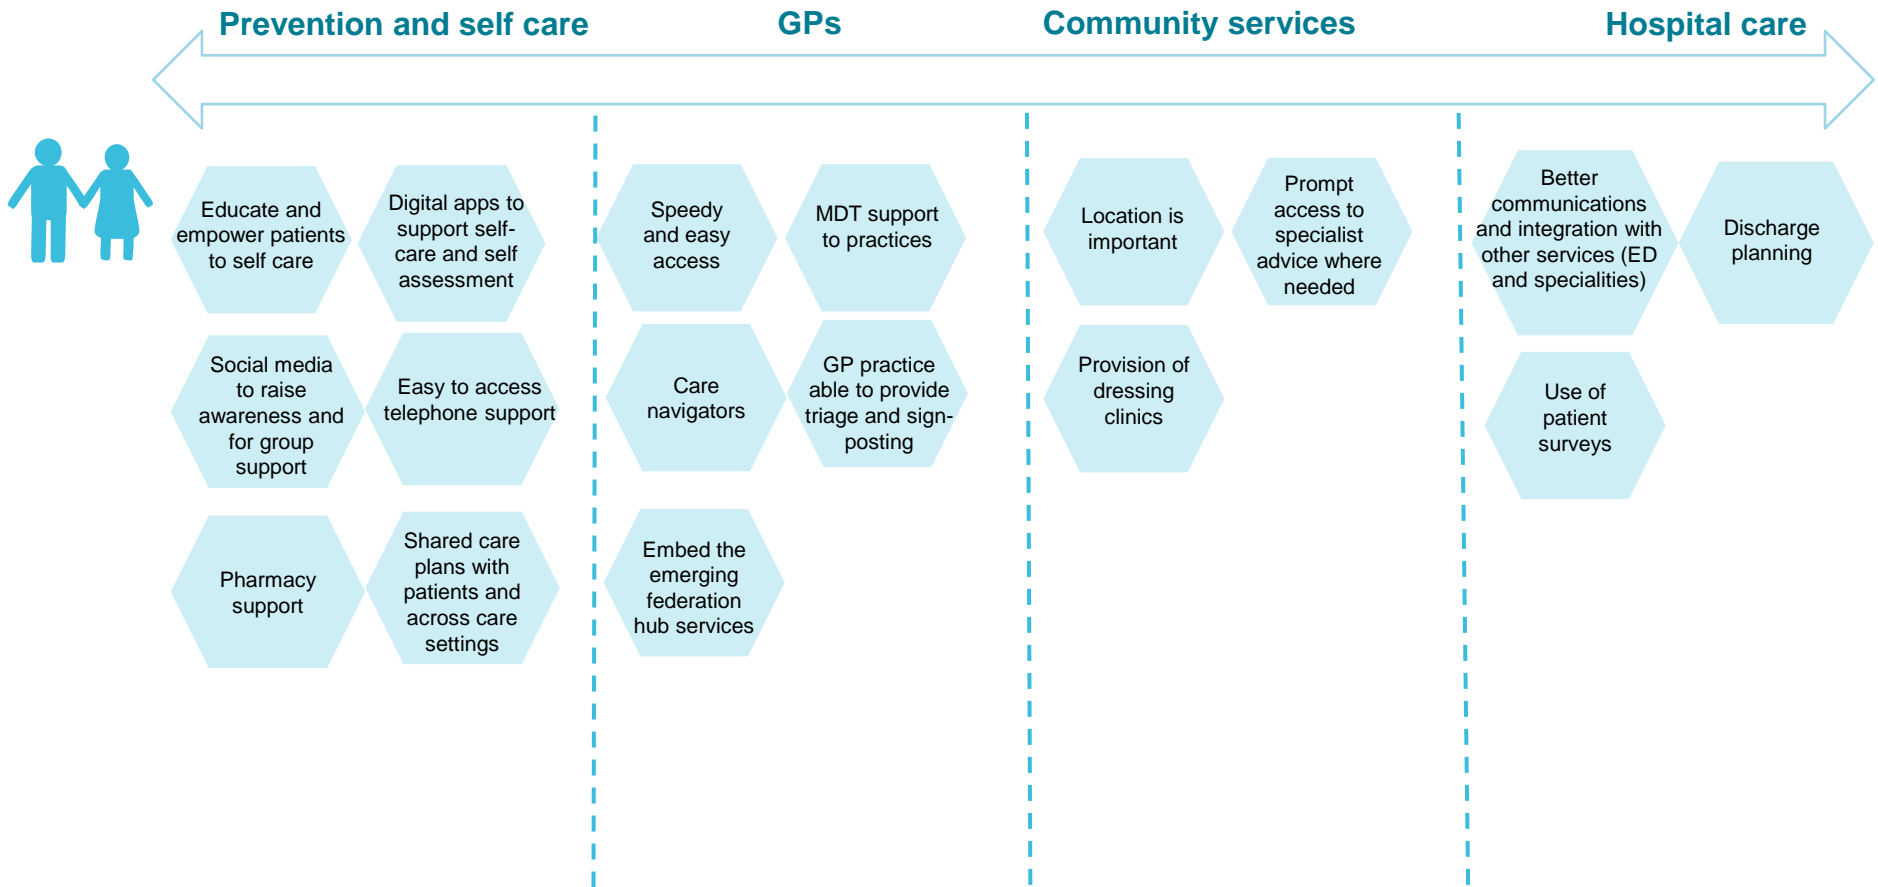 Prevention and self care
GPs
Community services
Hospital care
Educate and
empower patients
to self care
Digital apps to
support self-
care and self
assessment
Social media
to raise
awareness and
for group
support
Easy to access
telephone support
Pharmacy
support
Shared care
plans with
patients and
across care
settings
Speedy
and easy
access
MDT support
to practices
Care
navigators
GP practice
able to provide
triage and sign-
posting
Embed the
emerging
federation
hub services
Location is
important
Prompt
access to
specialist
advice where
needed
Provision of
dressing
clinics
Better
communications
and integration with
other services (ED
and specialities)
Discharge
planning
Use of
patient
surveys